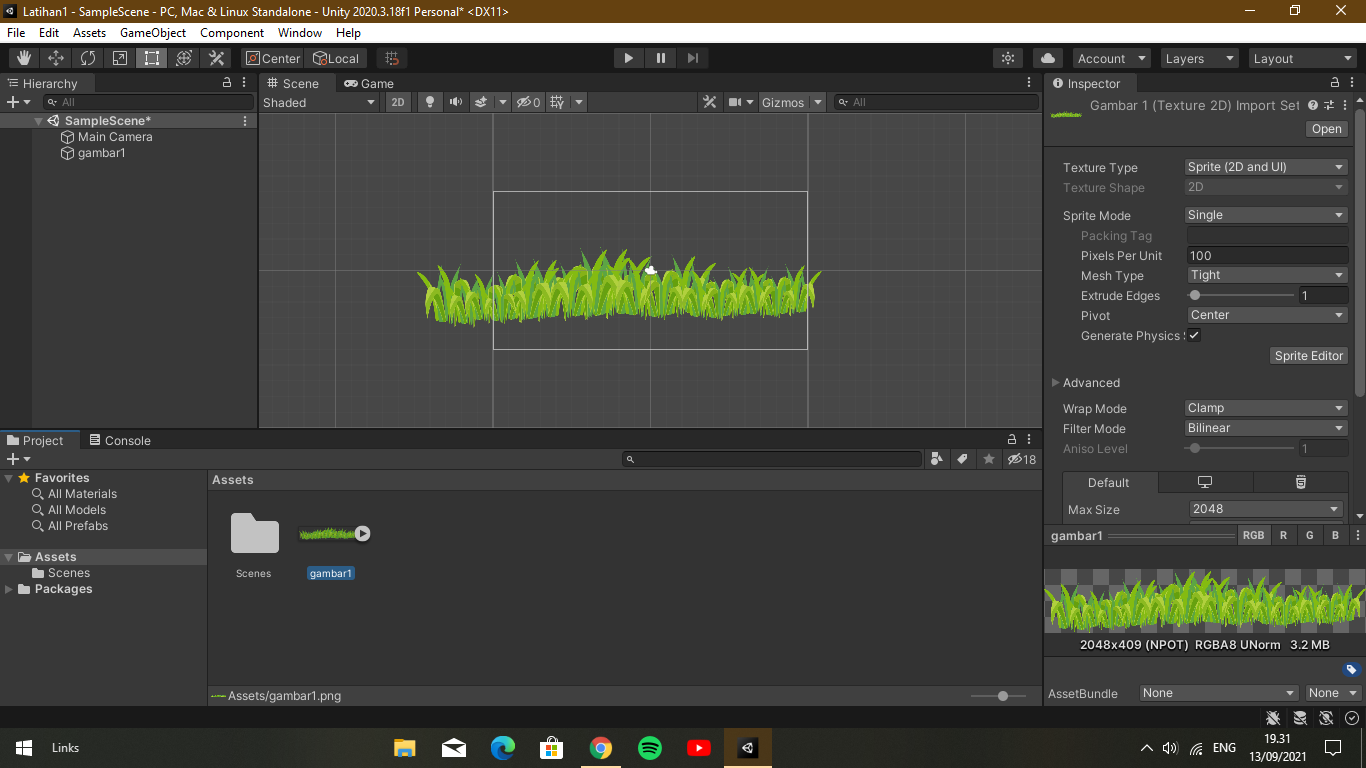 Latihan1 - SampleScene - PC, Mac & Linux Standalone - Unity 2020.3.18f1 Personal* <DX11>
File Edit Assets GameObject Component Window Help
Center Local Account Layers Layout
Hierarchy
All
SampleScene*
Main Camera
gambar1
Scene Game
Shaded 2D 0 Gizmos All
Inspector
Gambar 1 (Texture 2D) Import Set
Open
Texture Type Sprite (2D and UI)
Texture Shape 2D
Sprite Mode Single
Packing Tag
Pixels Per Unit 100
Mesh Type Tight
Extrude Edges 1
Pivot Center
Generate Physics
Sprite Editor
Advanced
Wrap Mode Clamp
Filter Mode Bilinear
Aniso Level 1
Default
Max Size 2048
gambar1 RGB R G B
2048x409 (NPOT) RGBA8 UNorm 3.2 MB
AssetBundle None None
Project Console
18
Favorites
All Materials
All Models
All Prefabs
Assets
Scenes
Packages
Assets
Scenes gambar1
Assets/gambar1.png
Links
ENG
19.31
13/09/2021